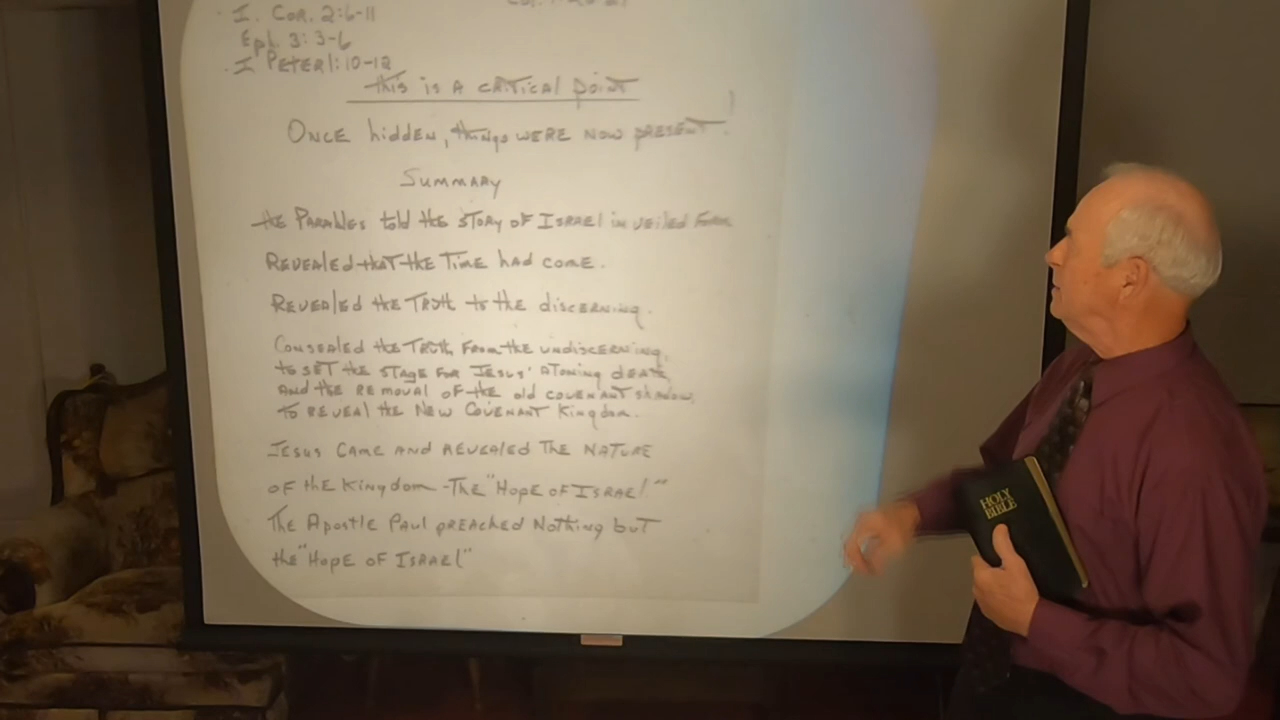 I. Cor. 2:6-11
Eph. 3:3-6
I Peter 1:10-12
this is a critical point
Once hidden, things were now present!
Summary
the Parables told the story of Israel in veiled form
Revealed that the Time had come.
Revealed the Truth to the discerning.
Consealed the Truth from the undiscerning,
to set the stage for Jesus' atoning death
and the removal of the old covenant shadow,
to reveal the New Covenant Kingdom.
Jesus came and revealed the nature
of the Kingdom - The "Hope of Israel."
The Apostle Paul preached Nothing but
the "Hope of Israel"
HOLY
BIBLE